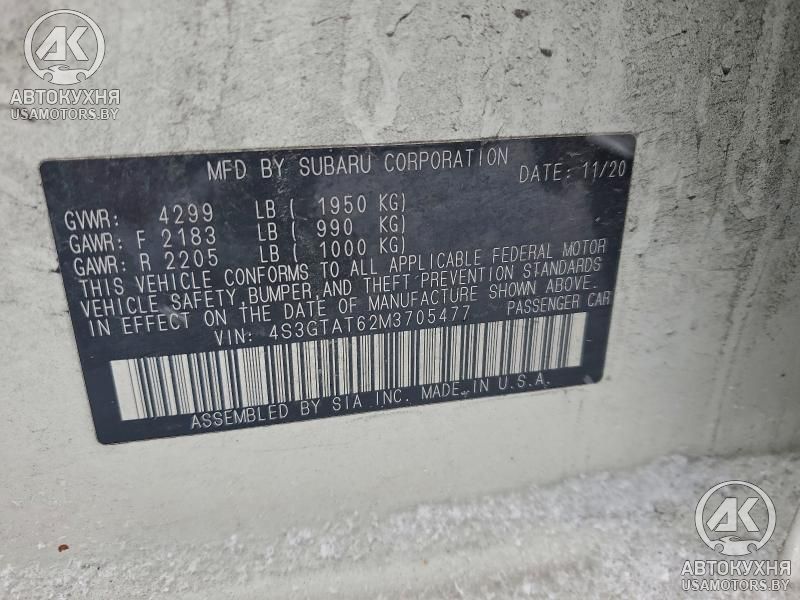 АК
АВТОКУХНЯ
USAMOTORS.BY
MFD BY SUBARU CORPORATION DATE: 11/20
GVWR: 4299 LB ( 1950 KG)
GAWR: F 2183 LB ( 990 KG)
GAWR: R 2205 LB ( 1000 KG)
THIS VEHICLE CONFORMS TO ALL APPLICABLE FEDERAL MOTOR
VEHICLE SAFETY, BUMPER, AND THEFT PREVENTION STANDARDS
IN EFFECT ON THE DATE OF MANUFACTURE SHOWN ABOVE.
VIN: 4S3GTAT62M3705477 PASSENGER CAR
ASSEMBLED BY SIA INC. MADE IN U.S.A.
АК
АВТОКУХНЯ
USAMOTORS.BY